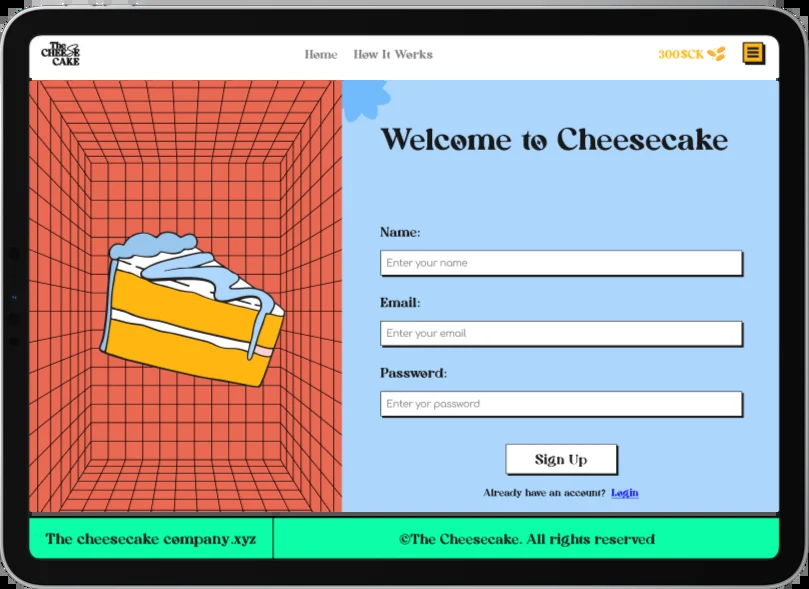 The
CHEESE
CAKE
Home How It Works
300$CK
Welcome to Cheesecake
Name:
Enter your name
Email:
Enter your email
Password:
Enter yor password
Sign Up
Already have an account? Login
The cheesecake company.xyz
©The Cheesecake. All rights reserved